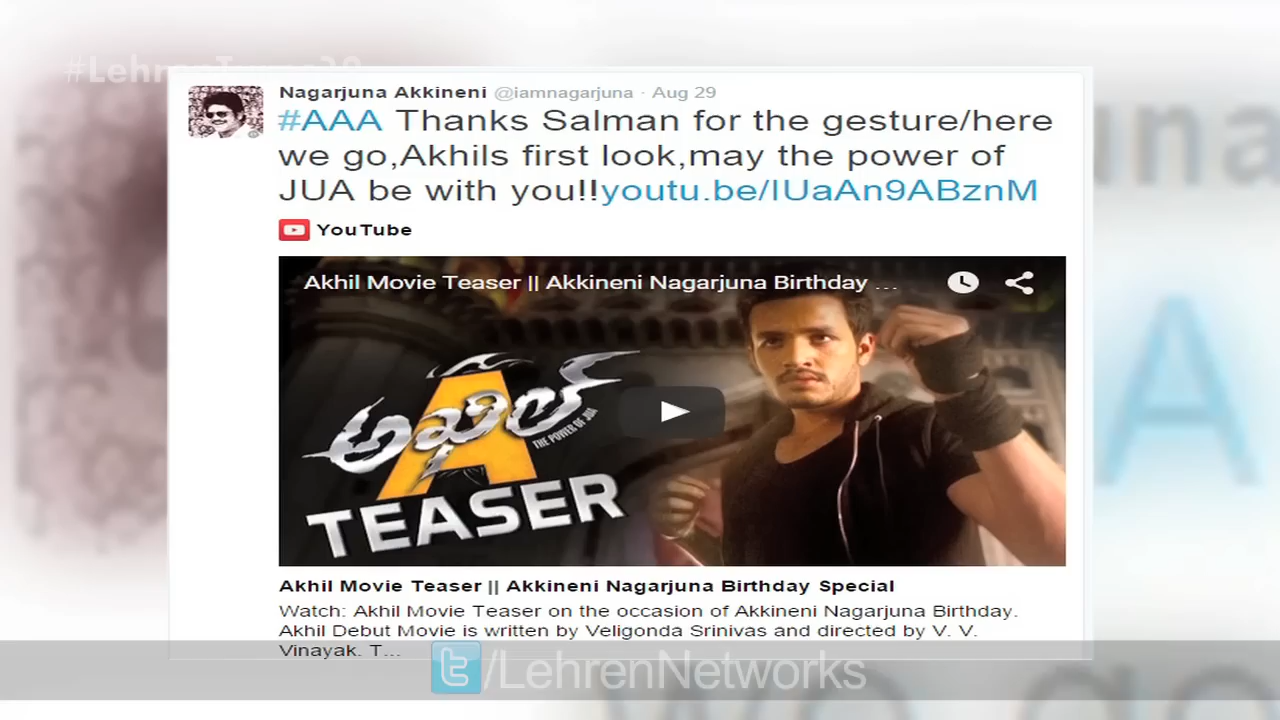 #LehrenTunes20
Nagarjuna Akkineni @iamnagarjuna · Aug 29
#AAA Thanks Salman for the gesture/here
we go,Akhils first look,may the power of
JUA be with you!!youtu.be/IUaAn9ABznM
YouTube
Akhil Movie Teaser || Akkineni Nagarjuna Birthday ...
అఖిల్
A
THE POWER OF JUA
TEASER
Akhil Movie Teaser || Akkineni Nagarjuna Birthday Special
Watch: Akhil Movie Teaser on the occasion of Akkineni Nagarjuna Birthday.
Akhil Debut Movie is written by Veligonda Srinivas and directed by V. V.
Vinayak. T...
/LehrenNetworks